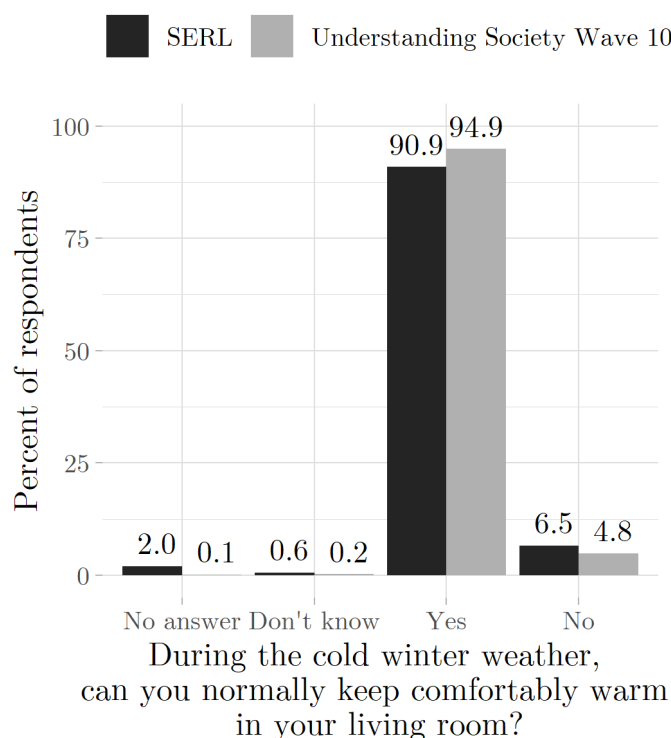 SERL Understanding Society Wave 10
Percent of respondents
100
75
50
25
0
2.0 0.1 0.6 0.2 90.9 94.9 6.5 4.8
No answer Don't know Yes No
During the cold winter weather,
can you normally keep comfortably warm
in your living room?